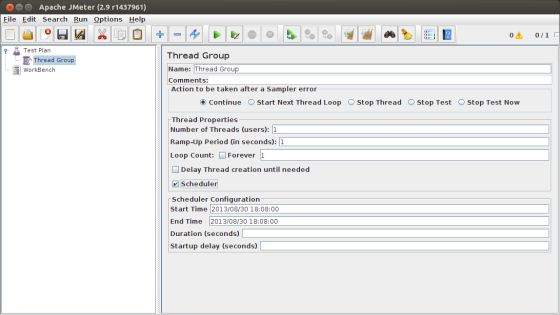 Apache JMeter (2.9 r1437961)
File Edit Search Run Options Help
0 0 / 1
Test Plan
Thread Group
WorkBench
Thread Group
Name: Thread Group
Comments:
Action to be taken after a Sampler error
Continue Start Next Thread Loop Stop Thread Stop Test Stop Test Now
Thread Properties
Number of Threads (users): 1
Ramp-Up Period (in seconds): 1
Loop Count: Forever 1
Delay Thread creation until needed
Scheduler
Scheduler Configuration
Start Time 2013/08/30 18:08:00
End Time 2013/08/30 18:08:00
Duration (seconds)
Startup delay (seconds)